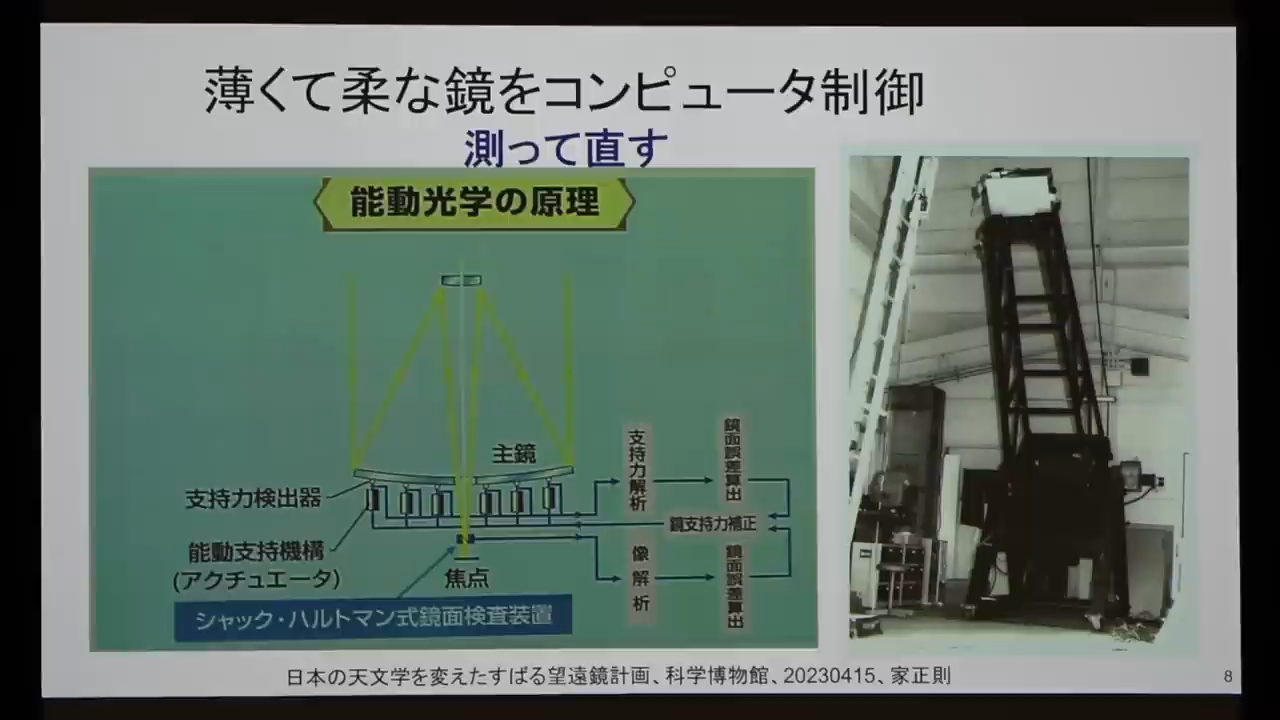 薄くて柔な鏡をコンピュータ制御
測って直す
能動光学の原理
主鏡
支持力検出器
能動支持機構
(アクチュエータ)
焦点
シャック・ハルトマン式鏡面検査装置
支持力解析
鏡面誤差算出
鏡支持力補正
像解析
鏡面誤差算出
日本の天文学を変えたすばる望遠鏡計画、科学博物館、20230415、家正則
8